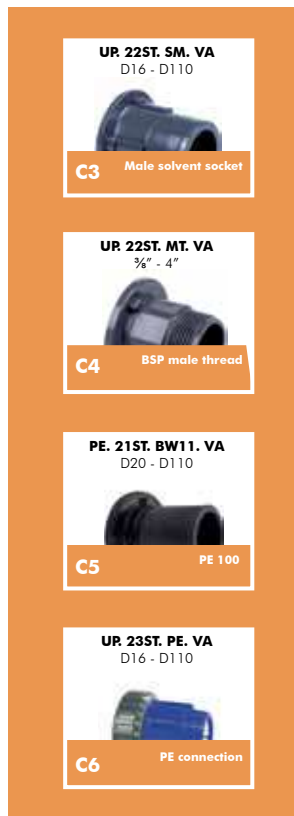 UP. 22ST. SM. VA
D16 - D110
C3 Male solvent socket
UP. 22ST. MT. VA
⅜" - 4"
C4 BSP male thread
PE. 21ST. BW11. VA
D20 - D110
C5 PE 100
UP. 23ST. PE. VA
D16 - D110
C6 PE connection